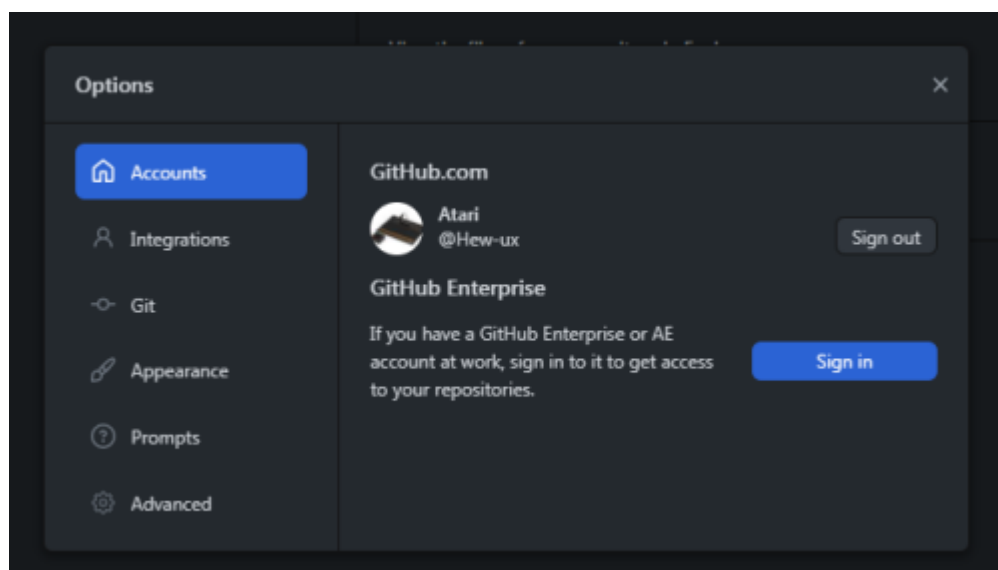 Options
Accounts
Integrations
Git
Appearance
Prompts
Advanced
GitHub.com
Atari
@Hew-ux
Sign out
GitHub Enterprise
If you have a GitHub Enterprise or AE
account at work, sign in to it to get access
to your repositories.
Sign in